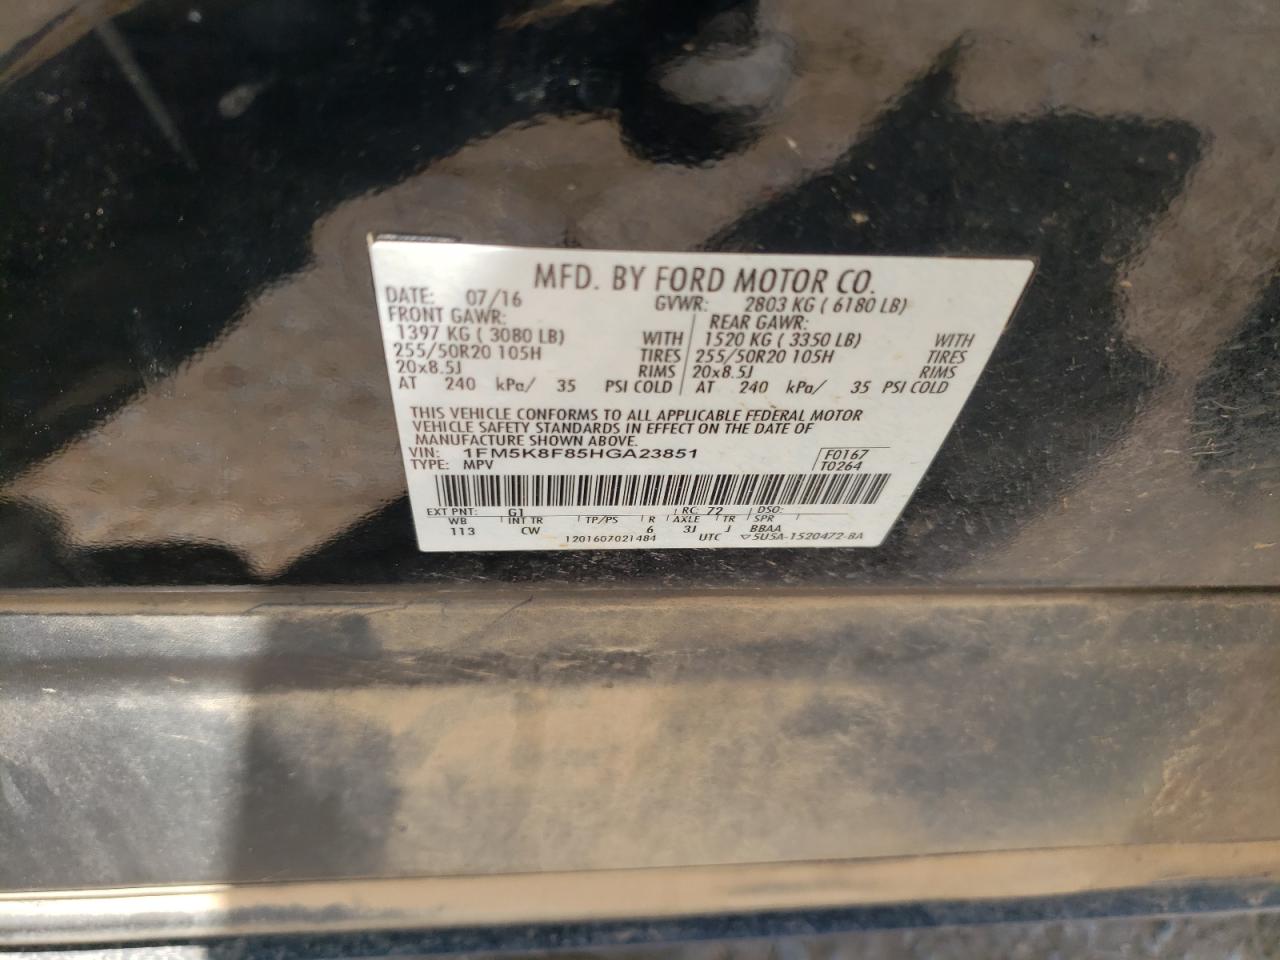 MFD. BY FORD MOTOR CO.
DATE: 07/16 GVWR: 2803 KG ( 6180 LB)
FRONT GAWR: REAR GAWR:
1397 KG ( 3080 LB) WITH 1520 KG ( 3350 LB) WITH
255/50R20 105H TIRES 255/50R20 105H TIRES
20x8.5J RIMS 20x8.5J RIMS
AT 240 kPa/ 35 PSI COLD AT 240 kPa/ 35 PSI COLD
THIS VEHICLE CONFORMS TO ALL APPLICABLE FEDERAL MOTOR
VEHICLE SAFETY STANDARDS IN EFFECT ON THE DATE OF
MANUFACTURE SHOWN ABOVE.
VIN: 1FM5K8F85HGA23851 F0167
TYPE: MPV T0264
EXT PNT: G1 RC: 72 DSO:
WB INT TR TP/PS R AXLE TR SPR
113 CW 6 3J J BBAA
1201607021484 UTC ▽5U5A-1520472-BA